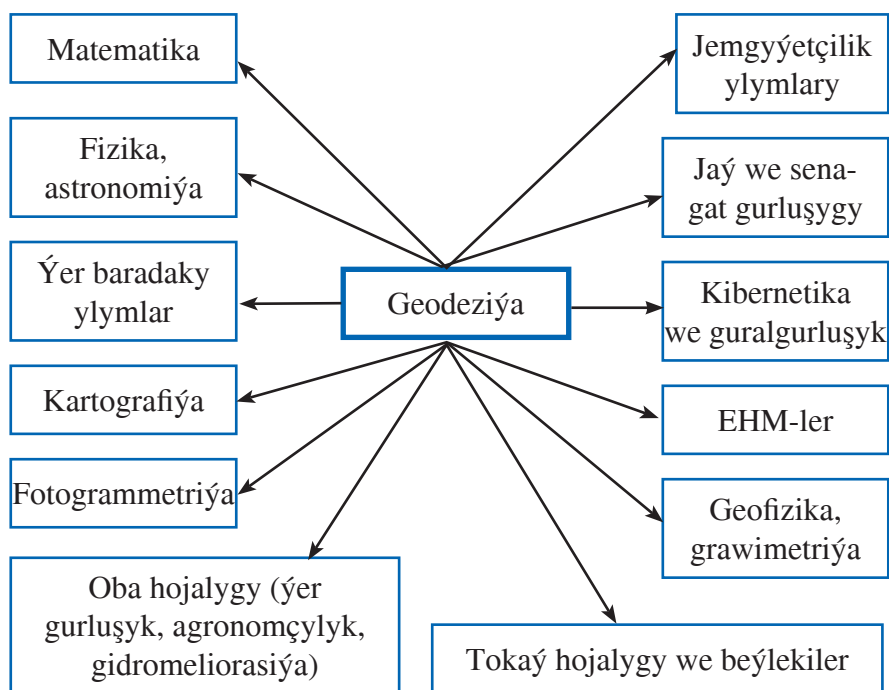 Matematika
Jemgyýetçilik
ylymlary
Fizika,
astronomiýa
Jaý we sena-
gat gurluşygy
Ýer baradaky
ylymlar
Geodeziýa
Kibernetika
we guralgurluşyk
Kartografiýa
EHM-ler
Fotogrammetriýa
Geofizika,
grawimetriýa
Oba hojalygy (ýer
gurluşyk, agronomçylyk,
gidromeliorasiýa)
Tokaý hojalygy we beýlekiler